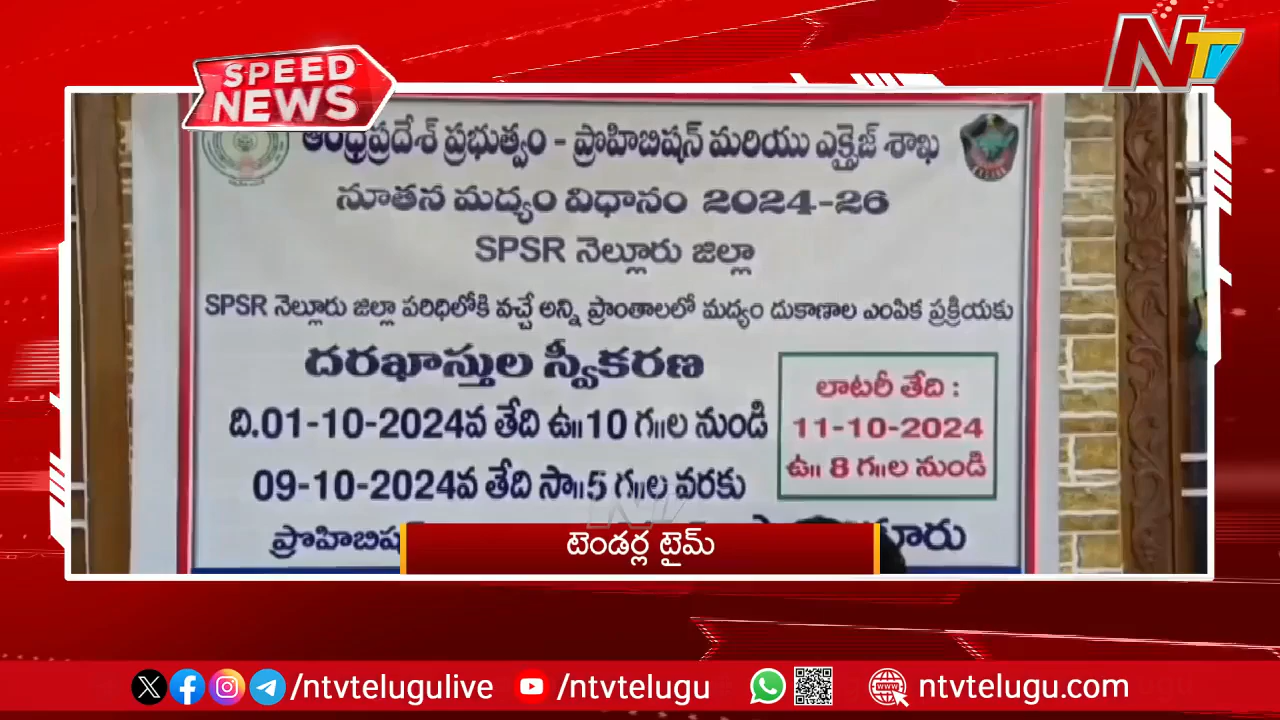 NTV
SPEED
NEWS
ఆంధ్రప్రదేశ్ ప్రభుత్వం - ప్రొహిబిషన్ మరియు ఎక్సైజ్ శాఖ
నూతన మద్యం విధానం 2024-26
SPSR నెల్లూరు జిల్లా
SPSR నెల్లూరు జిల్లా పరిధిలోకి వచ్చే అన్ని ప్రాంతాలలో మద్యం దుకాణాల ఎంపిక ప్రక్రియకు
దరఖాస్తుల స్వీకరణ
ది.01-10-2024వ తేది ఉ॥10 గ॥ల నుండి
09-10-2024వ తేది సా॥5 గ॥ల వరకు
లాటరీ తేది :
11-10-2024
ఉ॥ 8 గ॥ల నుండి
టెండర్ల టైమ్
/ntvtelugulive
/ntvtelugu
ntvtelugu.com